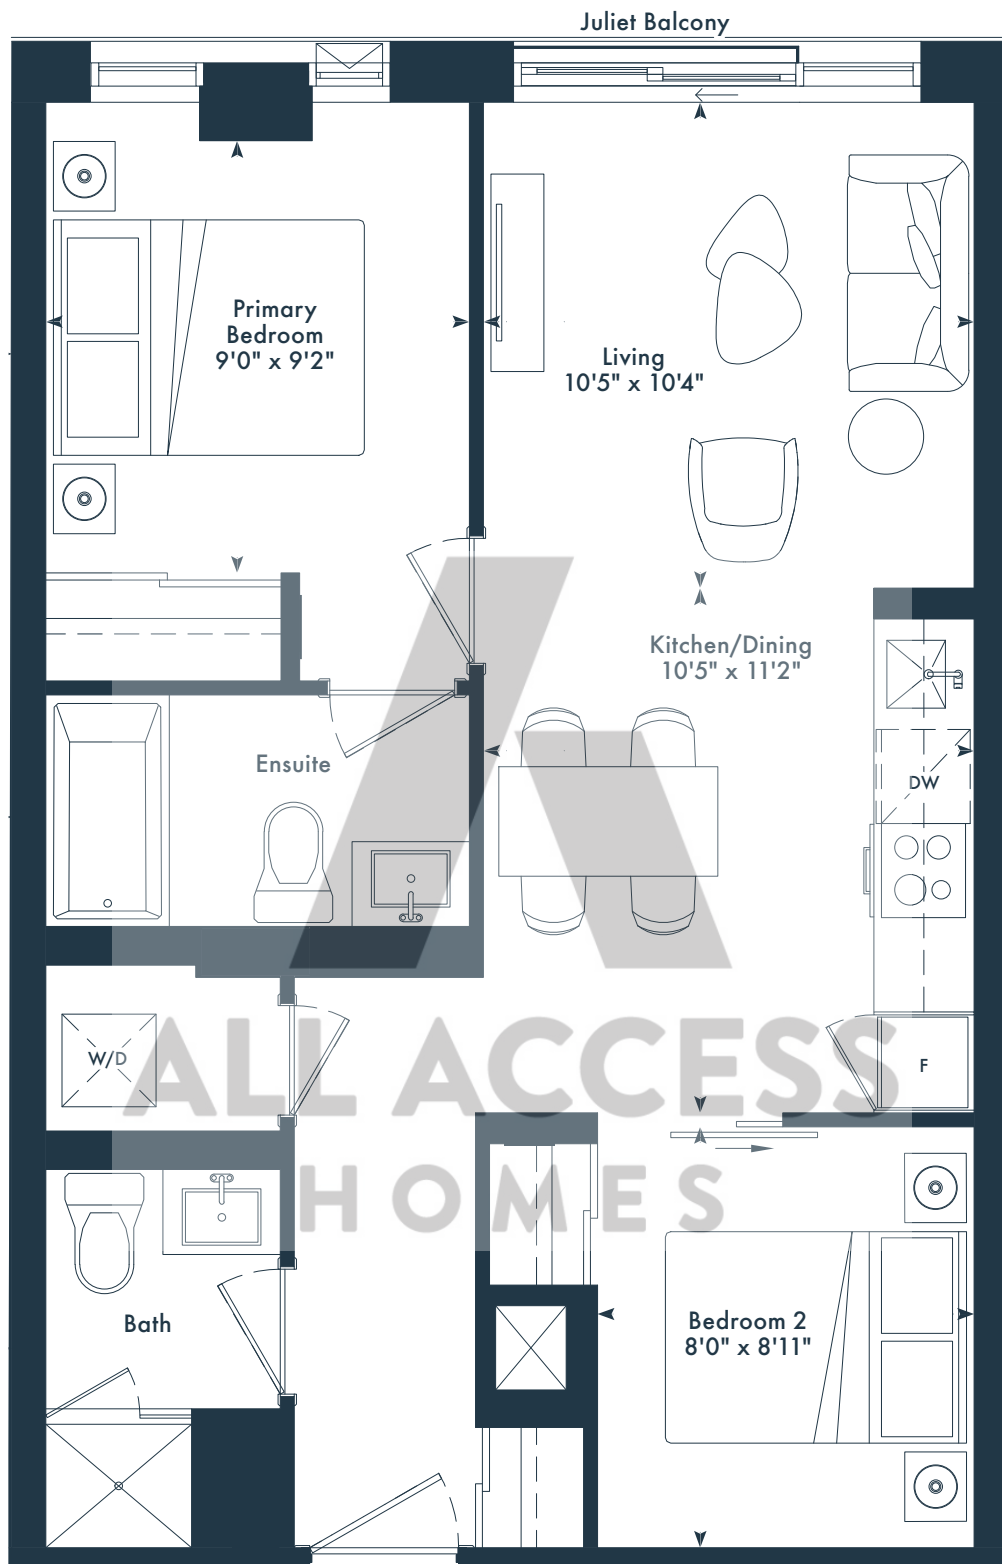 Juliet Balcony
Primary
Bedroom
9'0" x 9'2"
Living
10'5" x 10'4"
Kitchen/Dining
10'5" x 11'2"
Ensuite
DW
W/D
F
ALL ACCESS
HOMES
Bath
Bedroom 2
8'0" x 8'11"